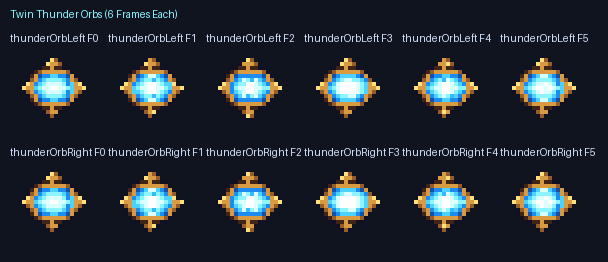 Twin Thunder Orbs (6 Frames Each)
thunderOrbLeft F0 thunderOrbLeft F1 thunderOrbLeft F2 thunderOrbLeft F3 thunderOrbLeft F4 thunderOrbLeft F5
thunderOrbRight F0 thunderOrbRight F1 thunderOrbRight F2 thunderOrbRight F3 thunderOrbRight F4 thunderOrbRight F5